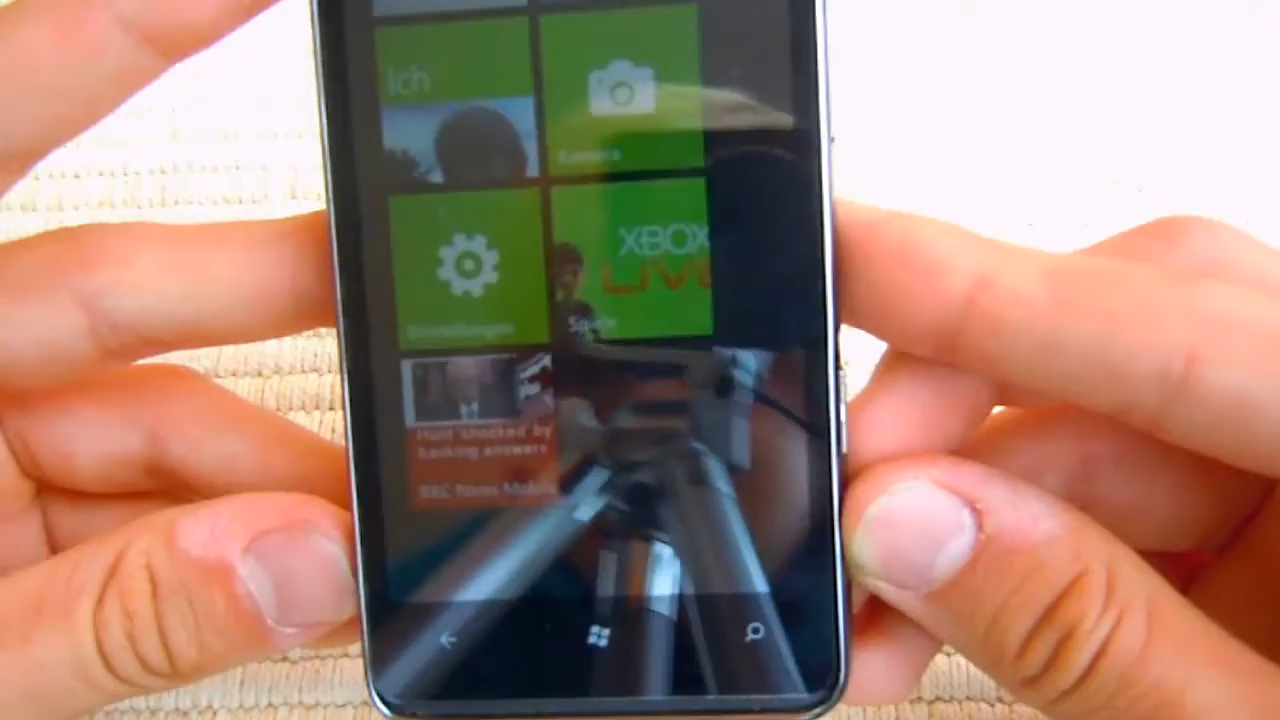 ich
Kamera
XBOX
LIVE
Einstellungen
Spiele
Hunt 'shocked' by
hacking answers
BBC News Mobile